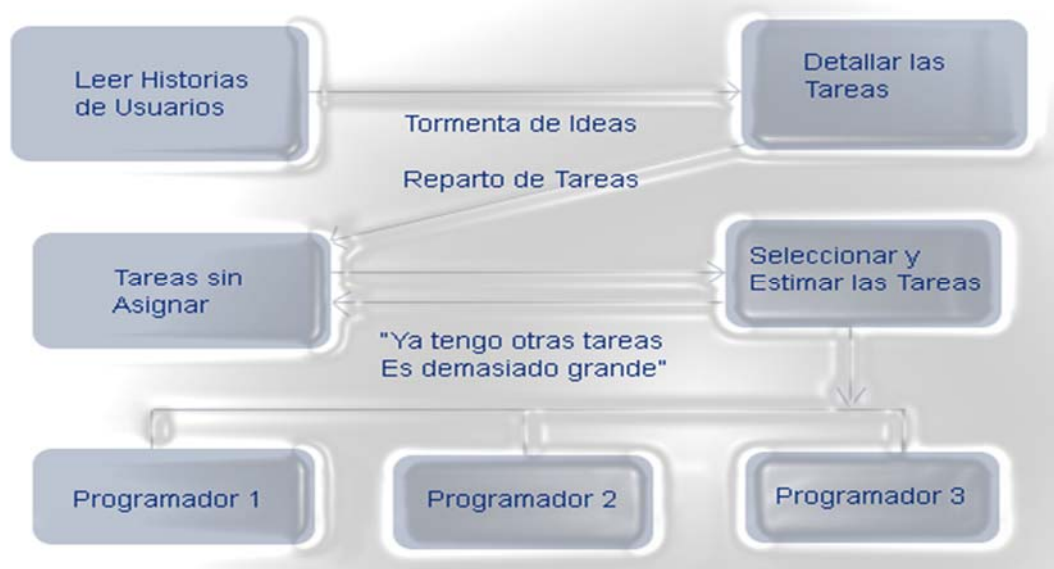 Leer Historias
de Usuarios
Detallar las
Tareas
Tormenta de Ideas
Reparto de Tareas
Tareas sin
Asignar
Seleccionar y
Estimar las Tareas
"Ya tengo otras tareas
Es demasiado grande"
Programador 1
Programador 2
Programador 3